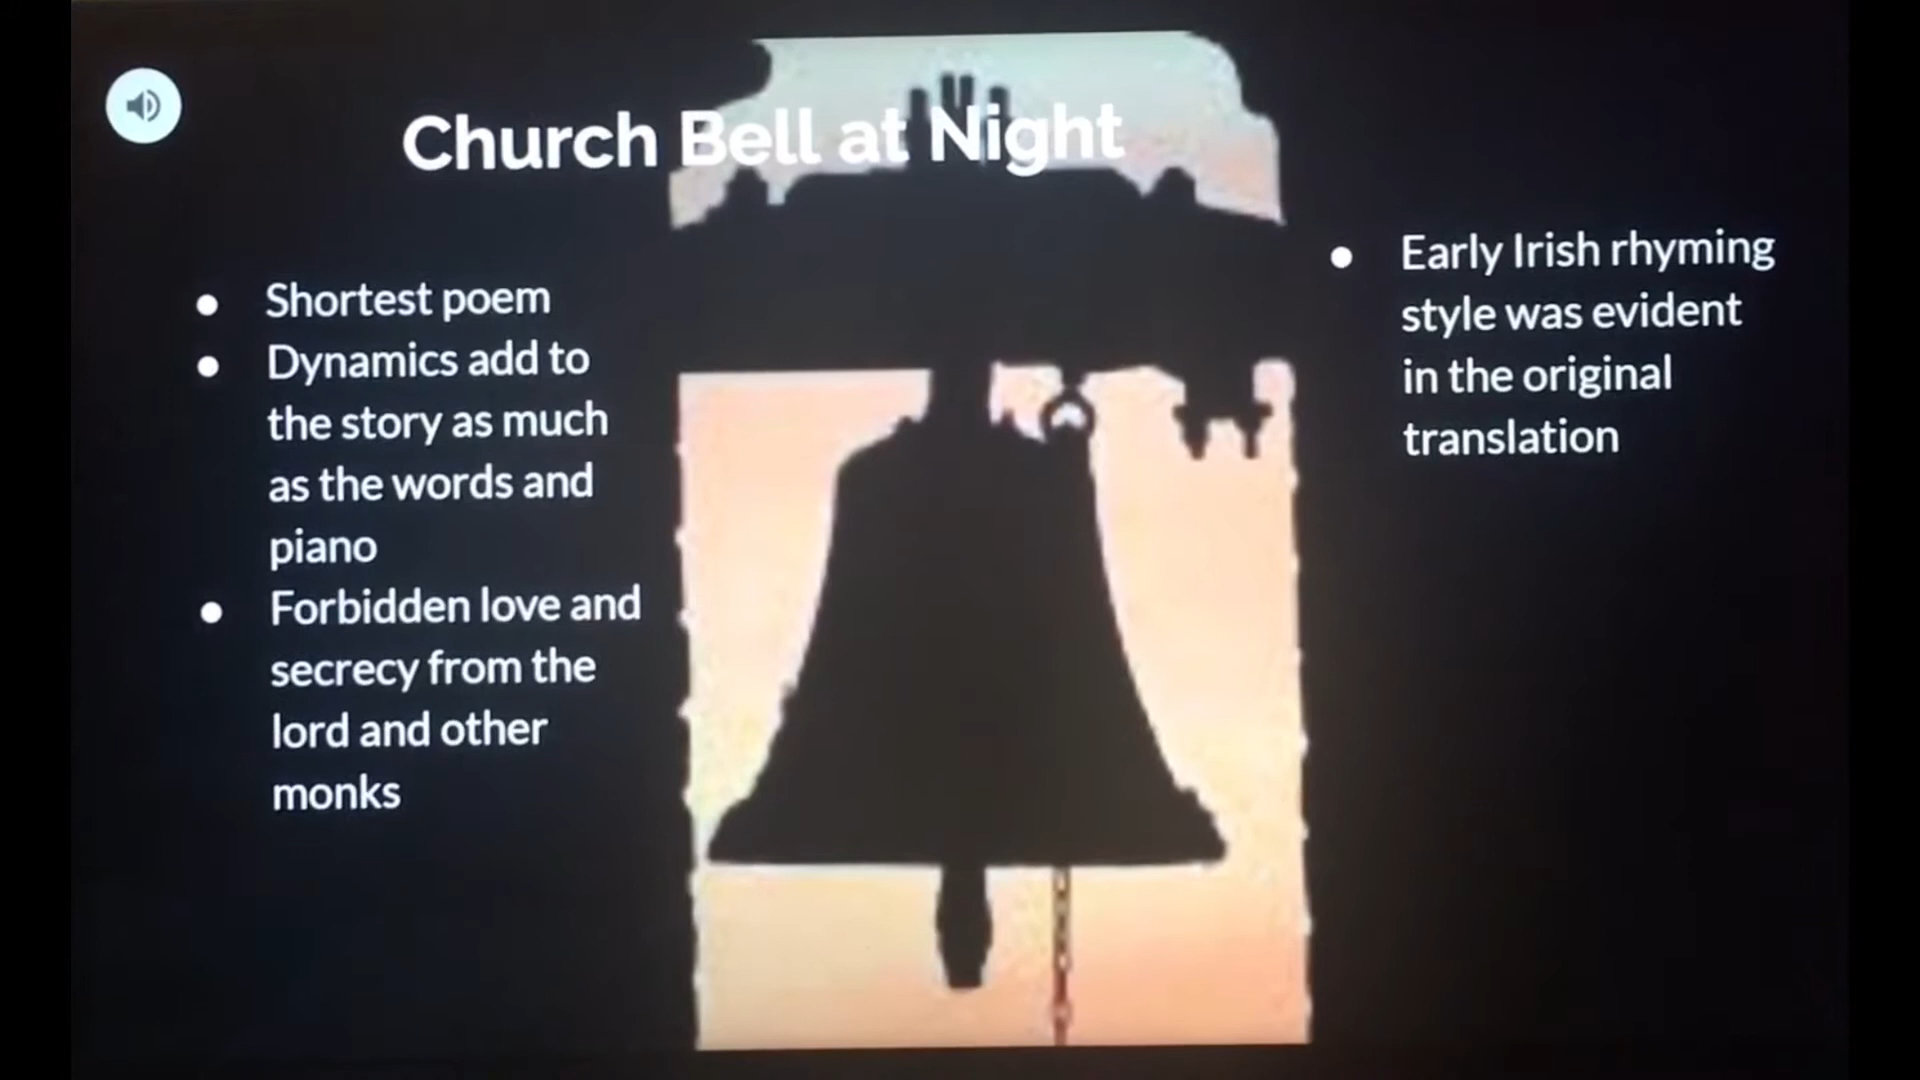 Church Bell at Night
Shortest poem
Dynamics add to
the story as much
as the words and
piano
Forbidden love and
secrecy from the
lord and other
monks
Early Irish rhyming
style was evident
in the original
translation